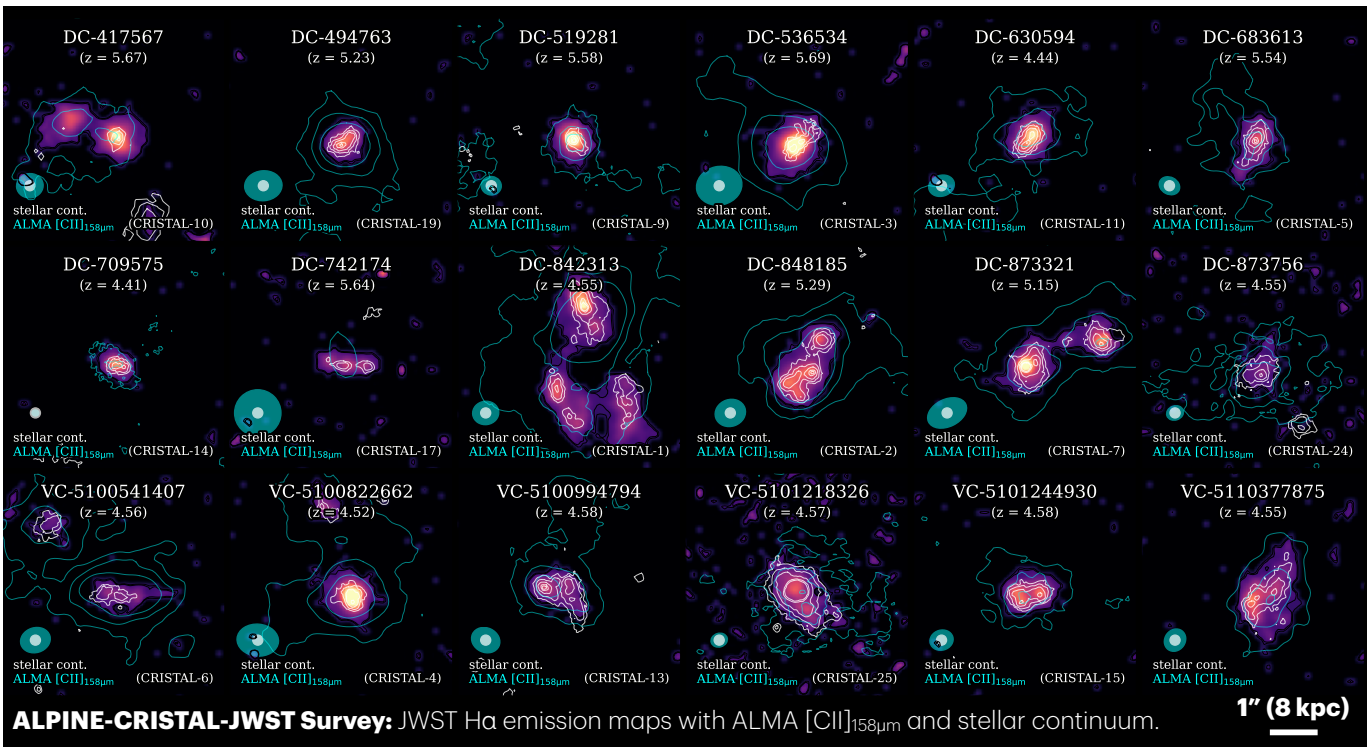 DC-417567
(z = 5.67)
stellar cont.
ALMA [CII]158μm
(CRISTAL-10)
DC-494763
(z = 5.23)
stellar cont.
ALMA [CII]158μm
(CRISTAL-19)
DC-519281
(z = 5.58)
stellar cont.
ALMA [CII]158μm
(CRISTAL-9)
DC-536534
(z = 5.69)
stellar cont.
ALMA [CII]158μm
(CRISTAL-3)
DC-630594
(z = 4.44)
stellar cont.
ALMA [CII]158μm
(CRISTAL-11)
DC-683613
(z = 5.54)
stellar cont.
ALMA [CII]158μm
(CRISTAL-5)
DC-709575
(z = 4.41)
stellar cont.
ALMA [CII]158μm
(CRISTAL-14)
DC-742174
(z = 5.64)
stellar cont.
ALMA [CII]158μm
(CRISTAL-17)
DC-842313
(z = 4.55)
stellar cont.
ALMA [CII]158μm
(CRISTAL-1)
DC-848185
(z = 5.29)
stellar cont.
ALMA [CII]158μm
(CRISTAL-2)
DC-873321
(z = 5.15)
stellar cont.
ALMA [CII]158μm
(CRISTAL-7)
DC-873756
(z = 4.55)
stellar cont.
ALMA [CII]158μm
(CRISTAL-24)
VC-5100541407
(z = 4.56)
stellar cont.
ALMA [CII]158μm
(CRISTAL-6)
VC-5100822662
(z = 4.52)
stellar cont.
ALMA [CII]158μm
(CRISTAL-4)
VC-5100994794
(z = 4.58)
stellar cont.
ALMA [CII]158μm
(CRISTAL-13)
VC-5101218326
(z = 4.57)
stellar cont.
ALMA [CII]158μm
(CRISTAL-25)
VC-5101244930
(z = 4.58)
stellar cont.
ALMA [CII]158μm
(CRISTAL-15)
VC-5110377875
(z = 4.55)
stellar cont.
ALMA [CII]158μm
ALPINE-CRISTAL-JWST Survey: JWST Hα emission maps with ALMA [CII]158μm and stellar continuum.
1” (8 kpc)